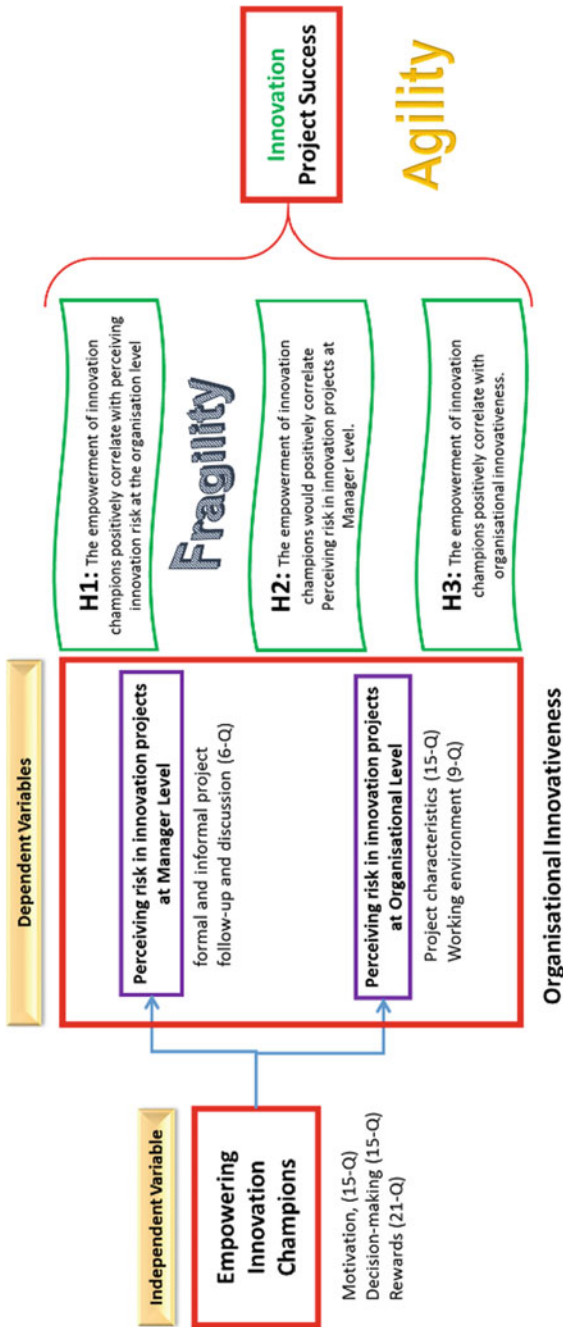 Independent Variable
Empowering
Innovation
Champions
Motivation, (15-Q)
Decision-making (15-Q)
Rewards (21-Q)
Dependent Variables
Perceiving risk in innovation projects
at Manager Level
formal and informal project
follow-up and discussion (6-Q)
Perceiving risk in innovation projects
at Organisational Level
Project characteristics (15-Q)
Working environment (9-Q)
Organisational Innovativeness
H1: The empowerment of innovation
champions positively correlate with perceiving
innovation risk at the organisation level
Fragility
H2: The empowerment of innovation
champions would positively correlate
Perceiving risk in innovation projects at
Manager Level.
H3: The empowerment of innovation
champions positively correlate with
organisational innovativeness.
Innovation
Project Success
Agility